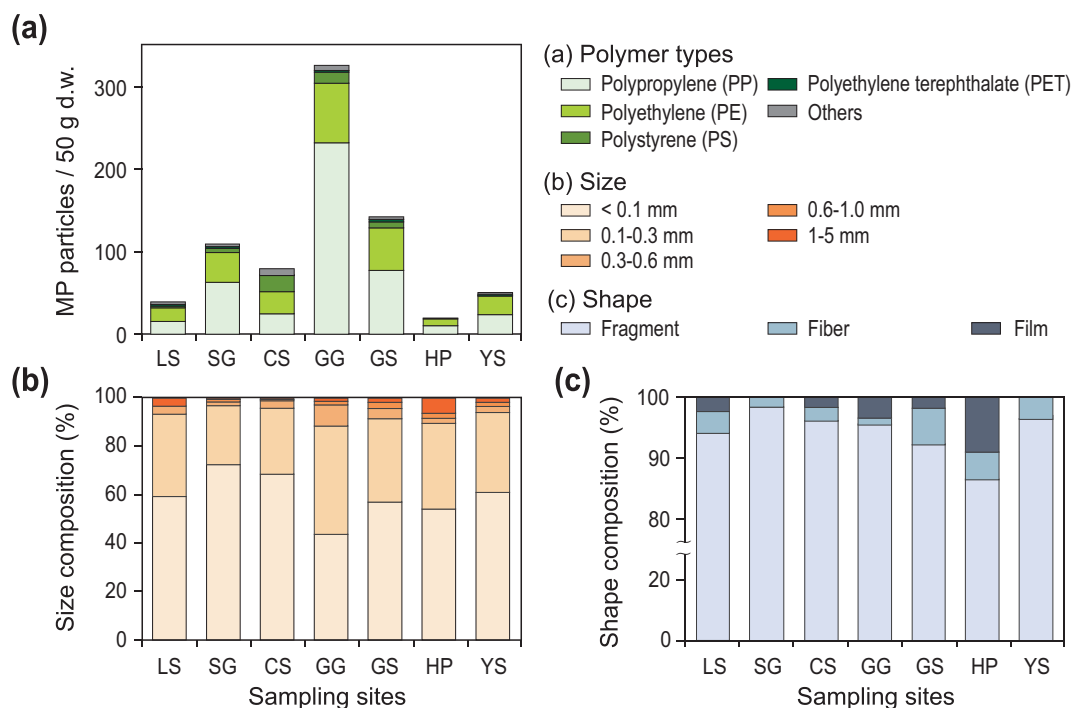 (a)
MP particles / 50 g d.w.
300
200
100
0
LS SG CS GG GS HP YS
(a) Polymer types
Polypropylene (PP)
Polyethylene (PE)
Polystyrene (PS)
Polyethylene terephthalate (PET)
Others
(b) Size
< 0.1 mm
0.1-0.3 mm
0.3-0.6 mm
0.6-1.0 mm
1-5 mm
(c) Shape
Fragment
Fiber
Film
(b)
Size composition (%)
100
80
60
40
20
0
LS SG CS GG GS HP YS
Sampling sites
(c)
Shape composition (%)
100
90
80
20
0
LS SG CS GG GS HP YS
Sampling sites